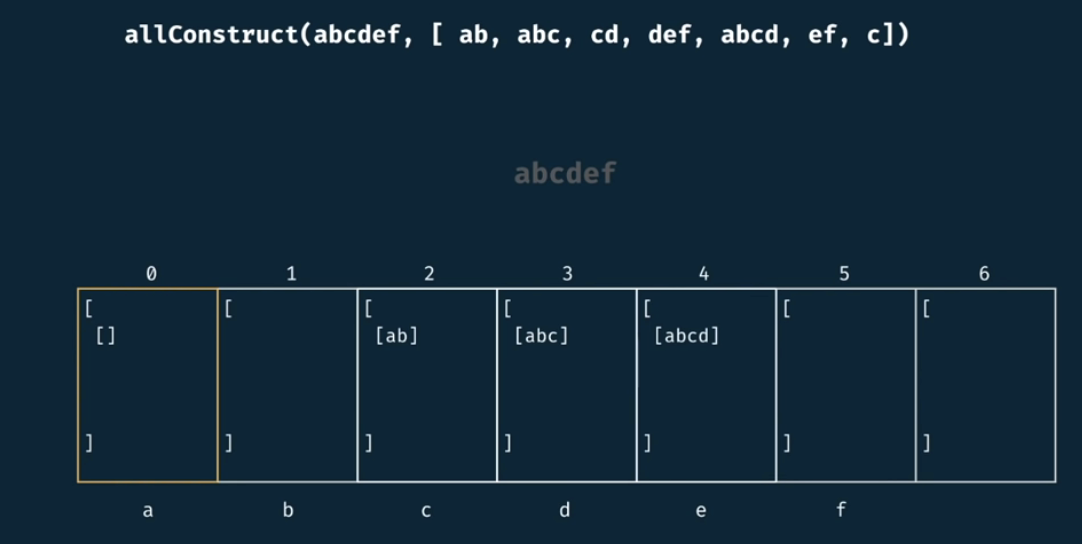 allConstruct(abcdef, [ ab, abc, cd, def, abcd, ef, c])
abcdef
0 1 2 3 4 5 6
[ [ [ [ [ [ [
[] [ab] [abc] [abcd]
] ] ] ] ] ] ]
a b c d e f